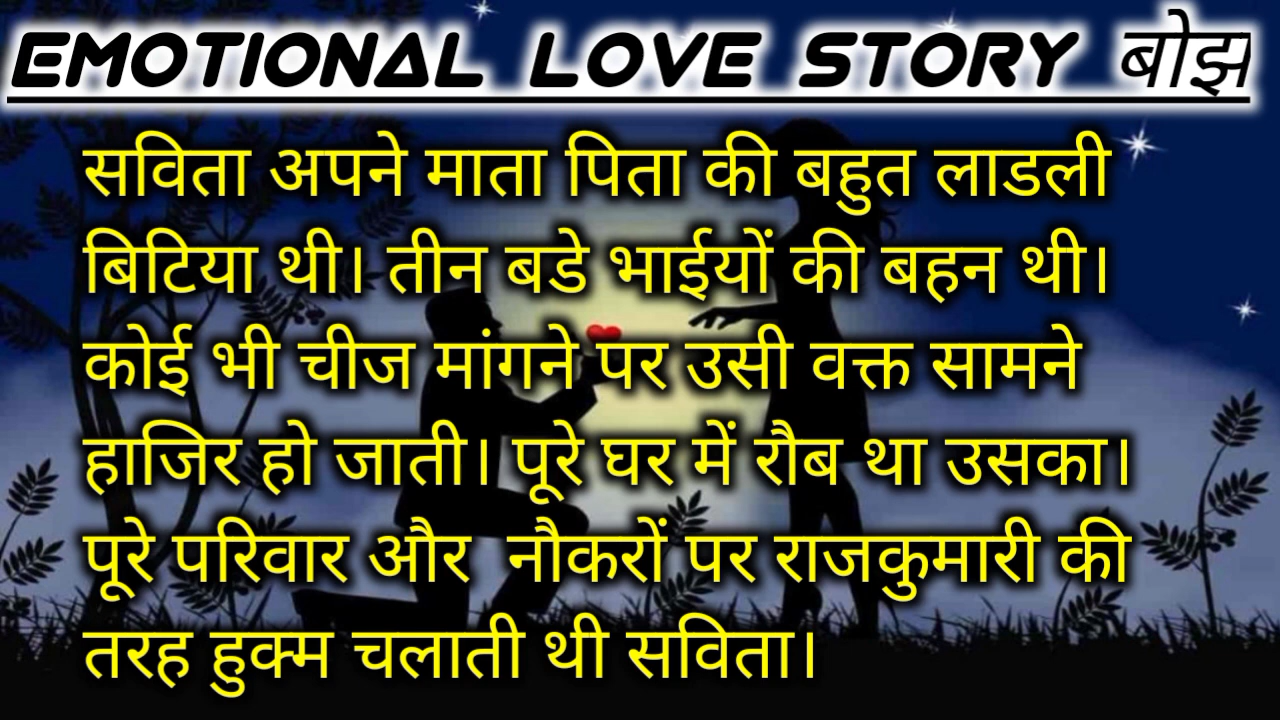 EMOTIONAL LOVE STORY बोझ
सविता अपने माता पिता की बहुत लाडली
बिटिया थी। तीन बडे भाईयों की बहन थी।
कोई भी चीज मांगने पर उसी वक्त सामने
हाजिर हो जाती। पूरे घर में रौब था उसका।
पूरे परिवार और नौकरों पर राजकुमारी की
तरह हुक्म चलाती थी सविता।